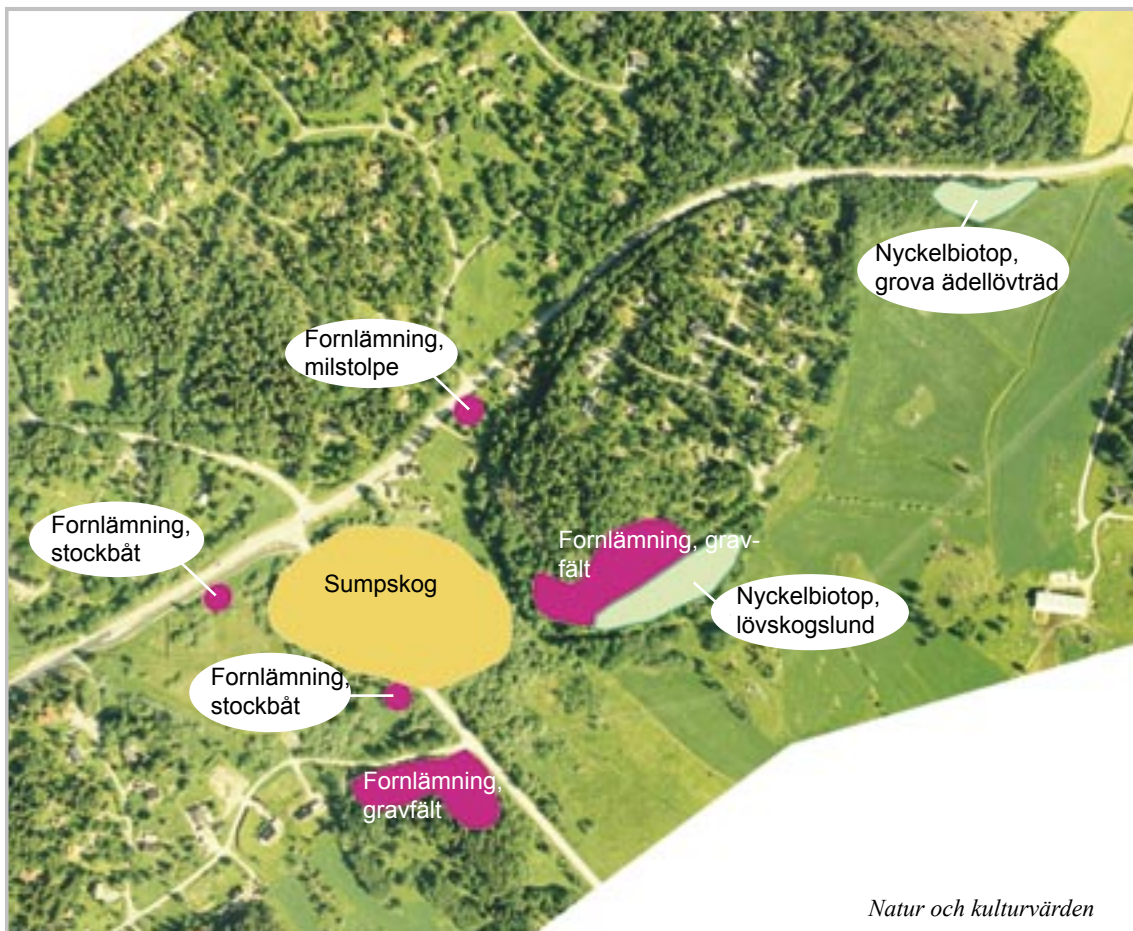 Nyckelbiotop,
grova ädellövträd
Fornlämning,
milstolpe
Fornlämning,
stockbåt
Fornlämning, grav-
fält
Sumpskog
Nyckelbiotop,
lövskogslund
Fornlämning,
stockbåt
Fornlämning,
gravfält
Natur och kulturvärden